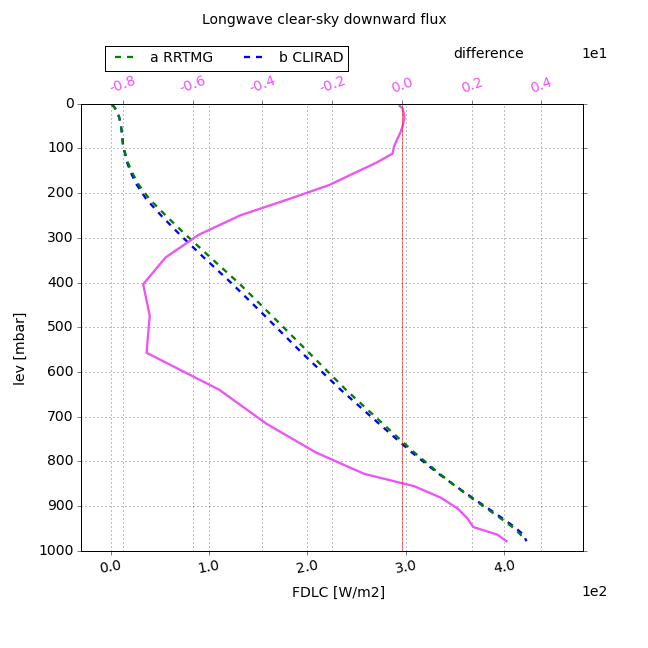 Longwave clear-sky downward flux
a RRTMG b CLIRAD
difference 1e1
-0.8 -0.6 -0.4 -0.2 0.0 0.2 0.4
0
100
200
300
400
500
600
700
800
900
1000
lev [mbar]
0.0 1.0 2.0 3.0 4.0
FDLC [W/m2] 1e2